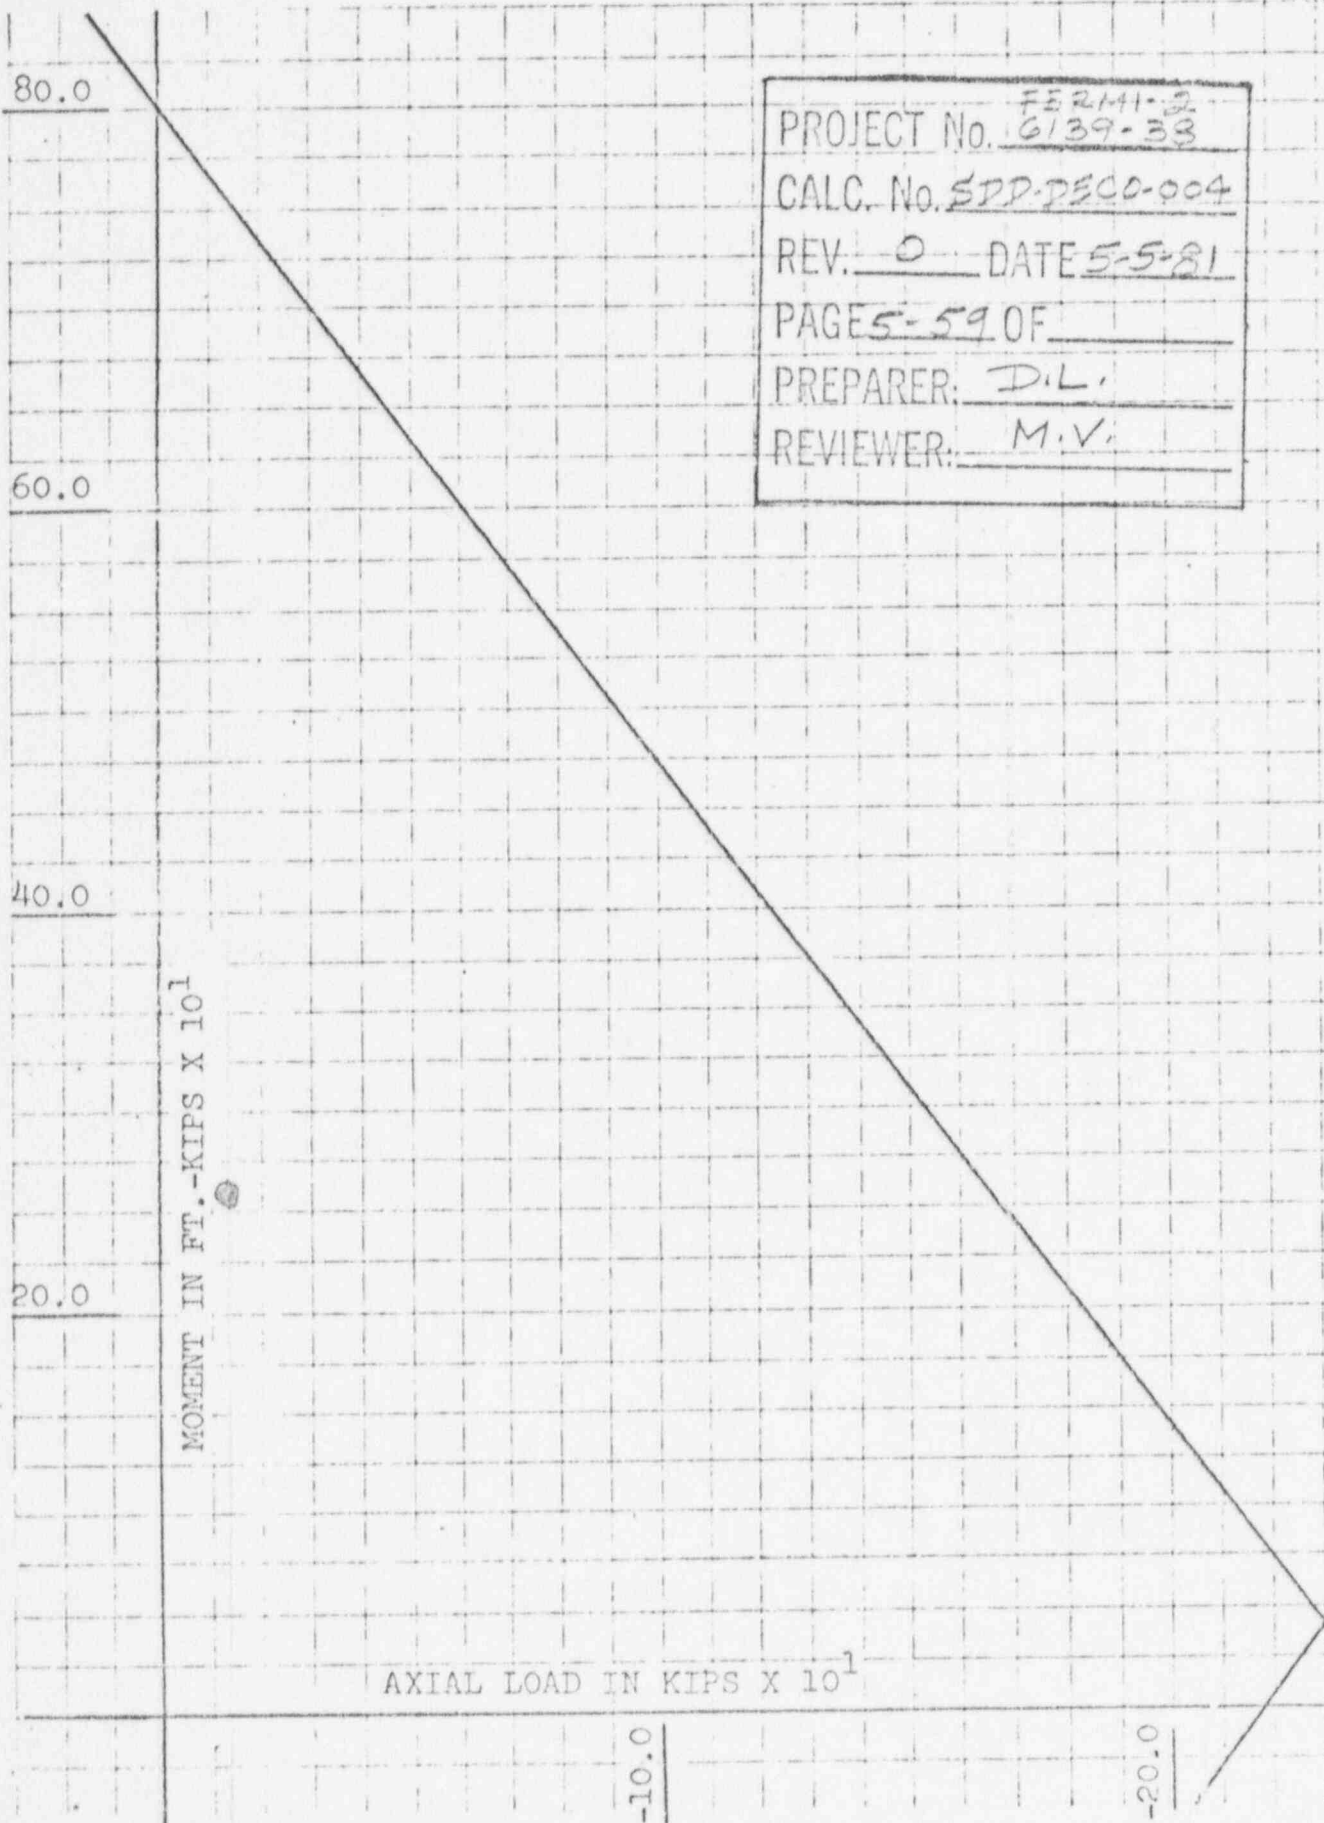 80.0
FERMI-2
PROJECT No. 6139-38
CALC. No. SDD-DECO-004
REV. 0 DATE 5-5-81
PAGE 5-59 OF
PREPARER: D.L.
REVIEWER: M.V.
60.0
40.0
MOMENT IN FT.-KIPS X 10¹
20.0
AXIAL LOAD IN KIPS X 10¹
-10.0
-20.0